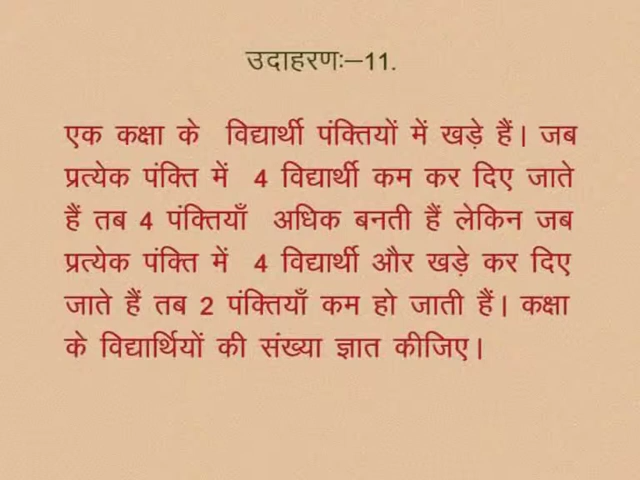 उदाहरणः–11.
एक कक्षा के विद्यार्थी पंक्तियों में खड़े हैं। जब
प्रत्येक पंक्ति में 4 विद्यार्थी कम कर दिए जाते
हैं तब 4 पंक्तियाँ अधिक बनती हैं लेकिन जब
प्रत्येक पंक्ति में 4 विद्यार्थी और खड़े कर दिए
जाते हैं तब 2 पंक्तियाँ कम हो जाती हैं। कक्षा
के विद्यार्थियों की संख्या ज्ञात कीजिए।